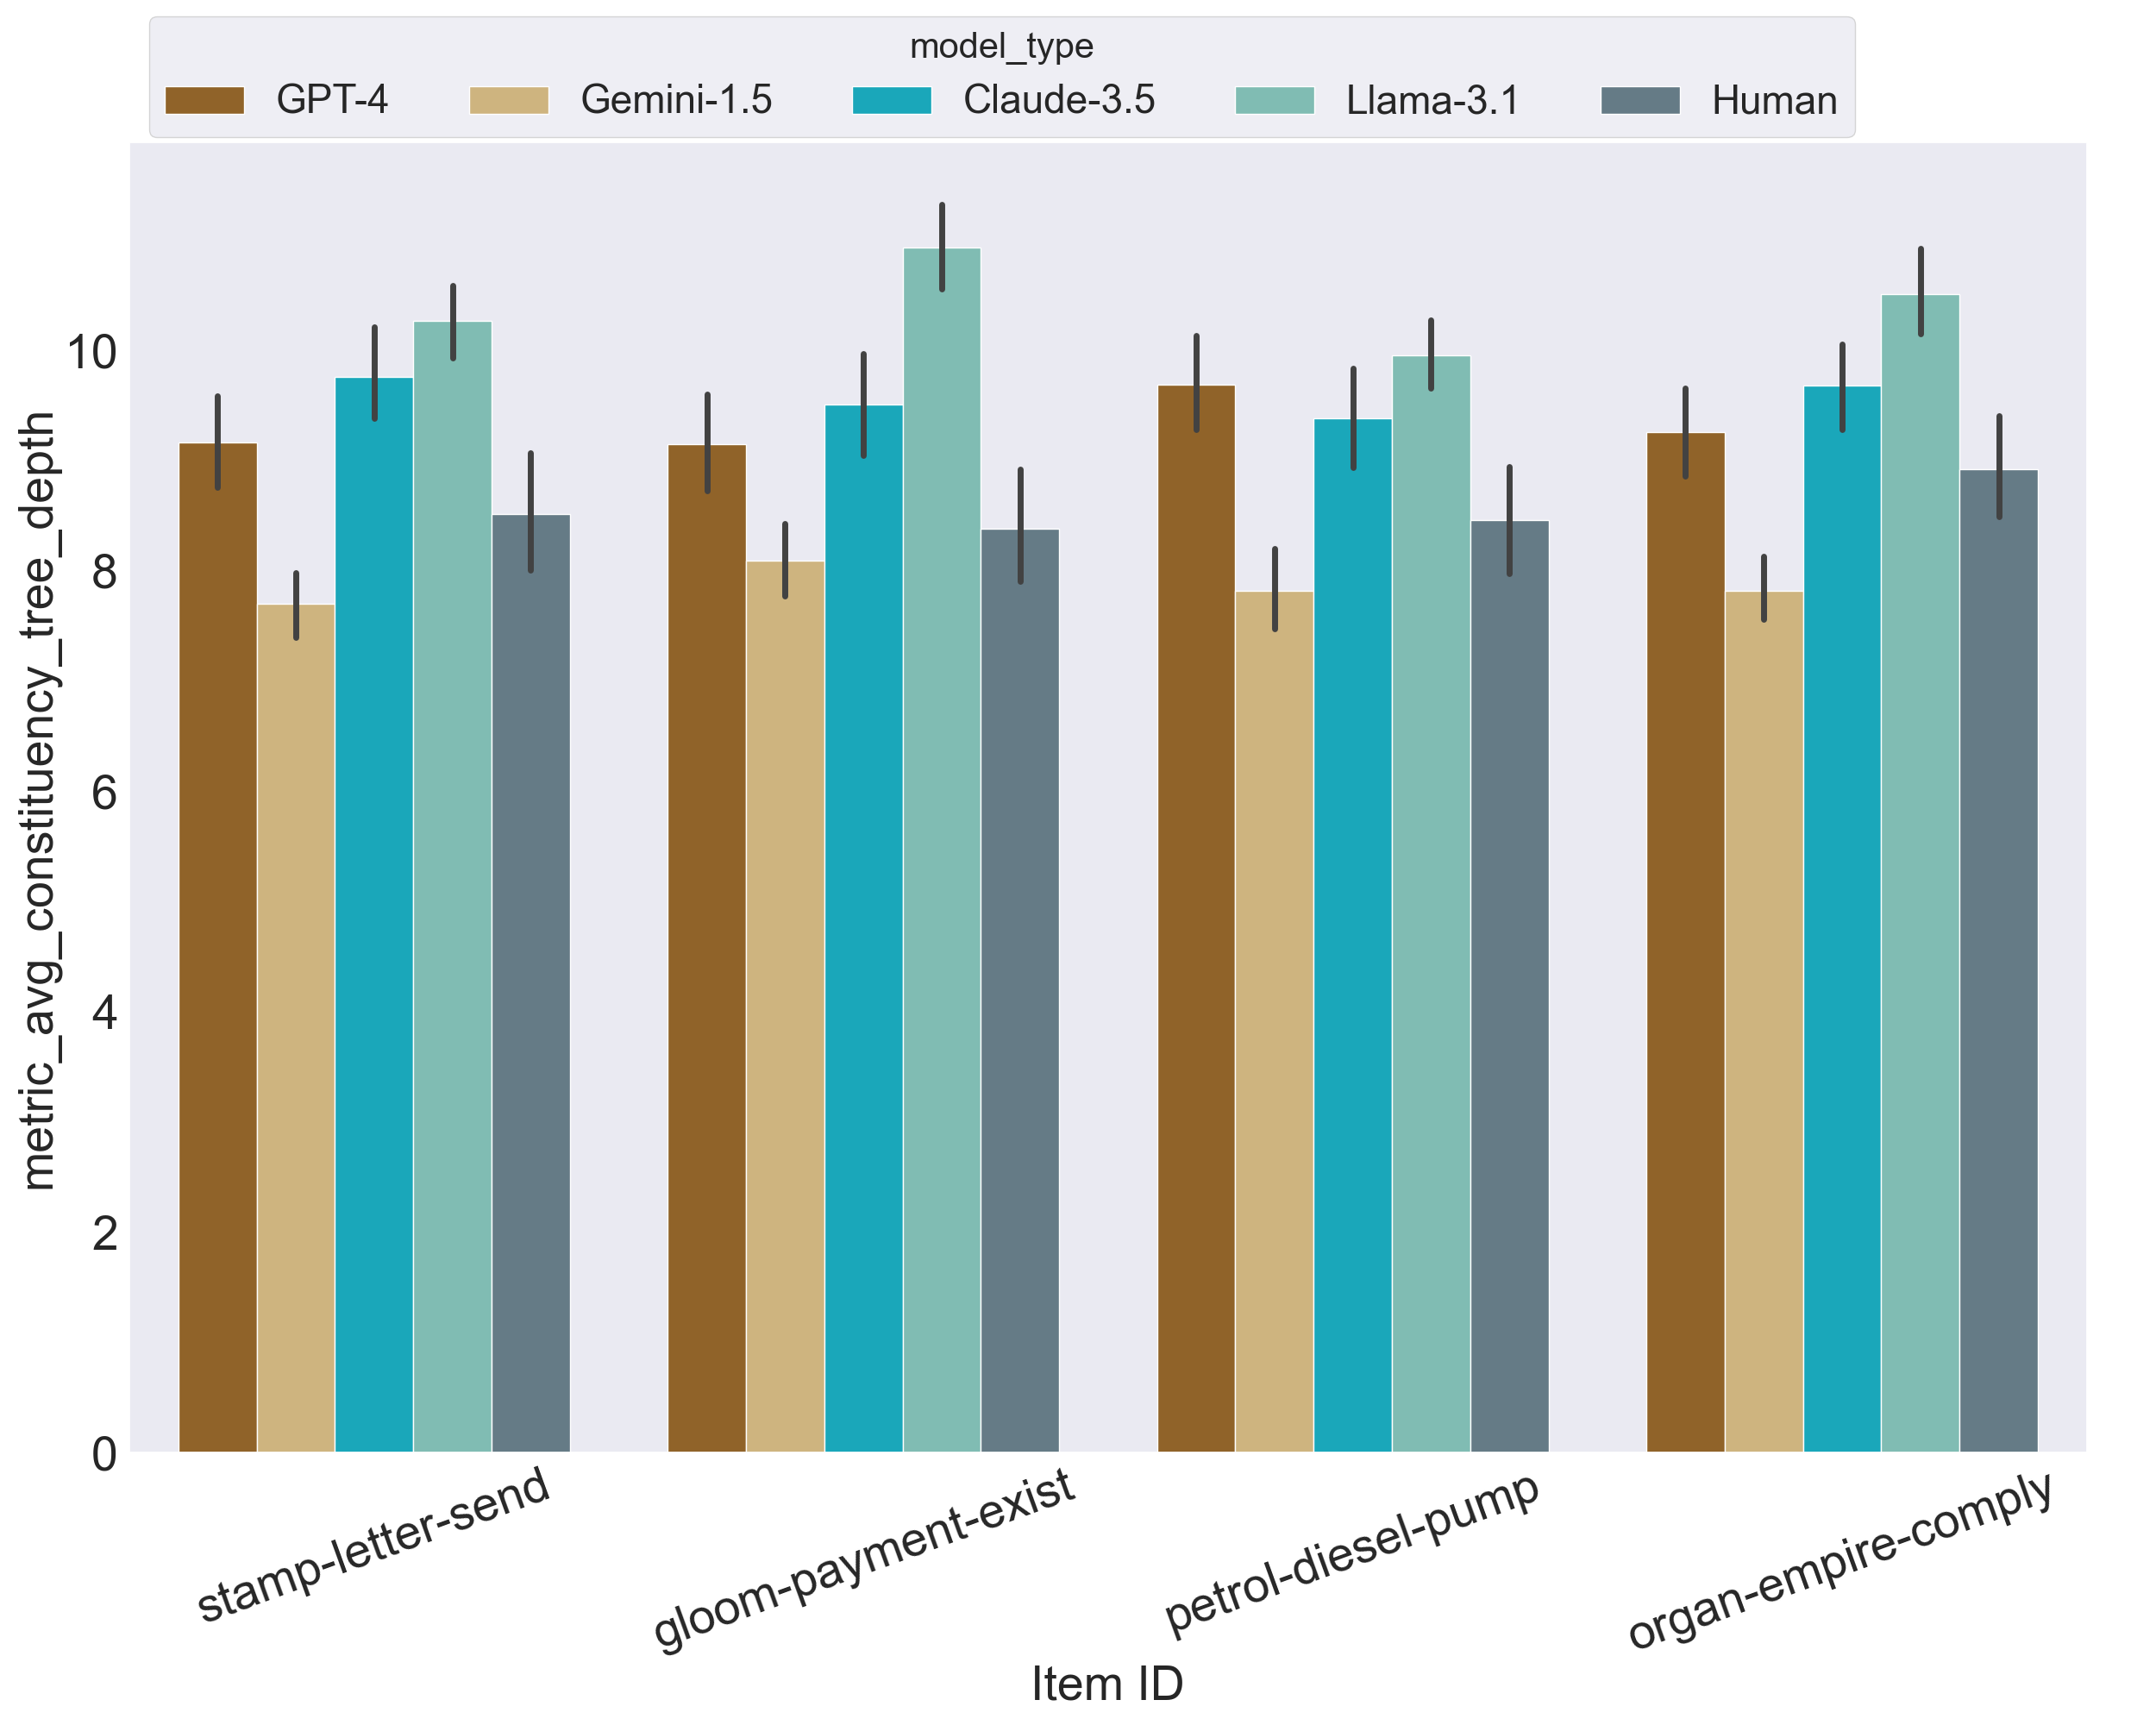 model_type
GPT-4 Gemini-1.5 Claude-3.5 Llama-3.1 Human
metric_avg_constituency_tree_depth
10
8
6
4
2
0
stamp-letter-send
gloom-payment-exist
petrol-diesel-pump
organ-empire-comply
Item ID